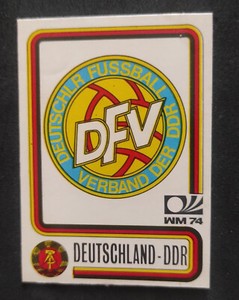 DEUTSCHER FUSSBALL
DFV
VERBAND DER DDR
WM 74
DEUTSCHLAND-DDR